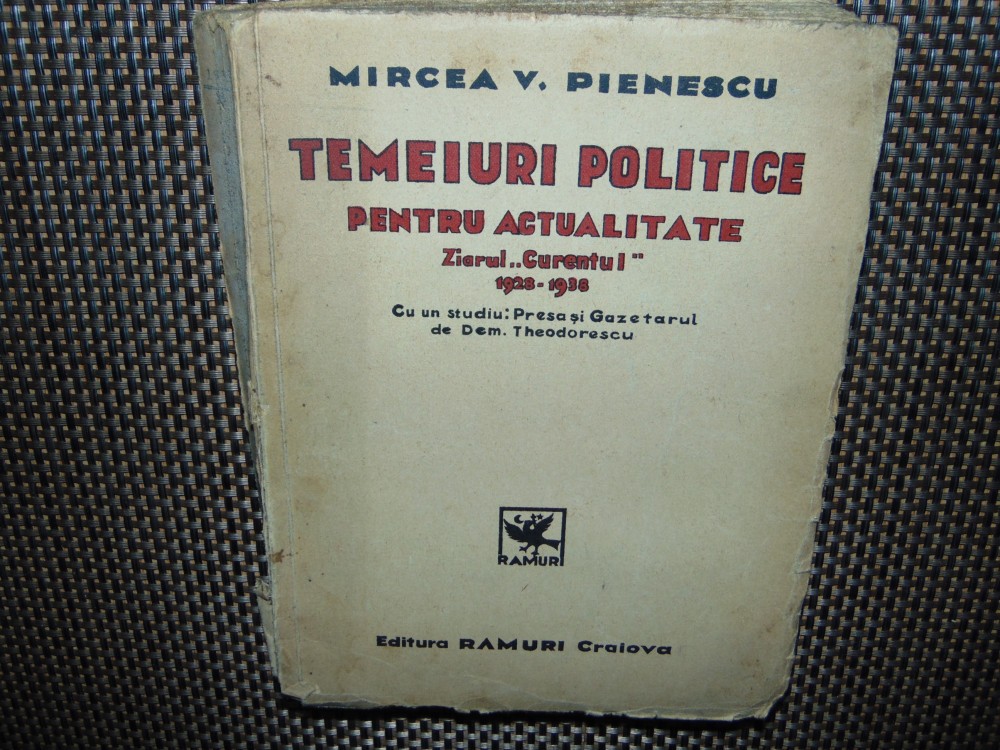 MIRCEA V. PIENESCU
TEMEIURI POLITICE
PENTRU ACTUALITATE
Ziarul „Curentul"
1928-1938
Cu un studiu: Presa și Gazetarul
de Dem. Theodorescu
RAMURI
Editura RAMURI Craiova